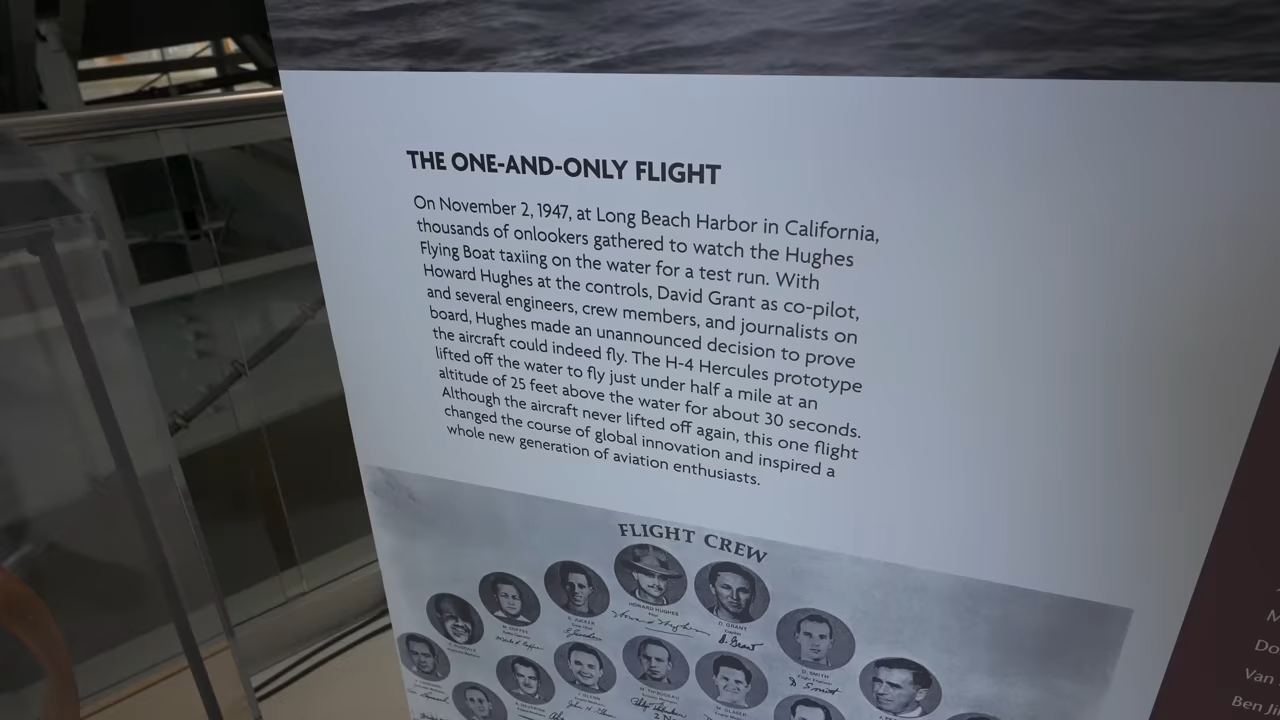 THE ONE-AND-ONLY FLIGHT
On November 2, 1947, at Long Beach Harbor in California,
thousands of onlookers gathered to watch the Hughes
Flying Boat taxiing on the water for a test run. With
Howard Hughes at the controls, David Grant as co-pilot,
and several engineers, crew members, and journalists on
board, Hughes made an unannounced decision to prove
the aircraft could indeed fly. The H-4 Hercules prototype
lifted off the water to fly just under half a mile at an
altitude of 25 feet above the water for about 30 seconds.
Although the aircraft never lifted off again, this one flight
changed the course of global innovation and inspired a
whole new generation of aviation enthusiasts.
FLIGHT CREW
HOWARD HUGHES
D. GRANT
D. SMITH
J. GLENN
Van
Ben